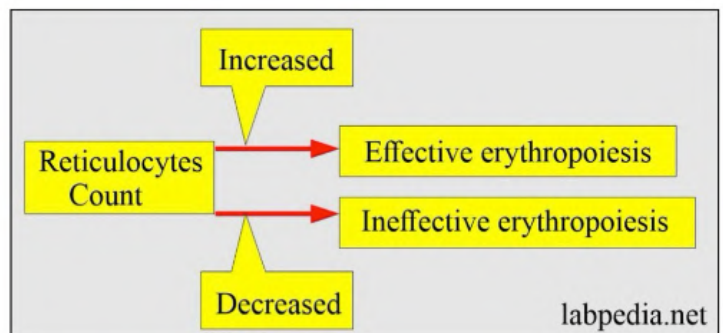 Increased
Reticulocytes
Count
Effective erythropoiesis
Ineffective erythropoiesis
Decreased
labpedia.net